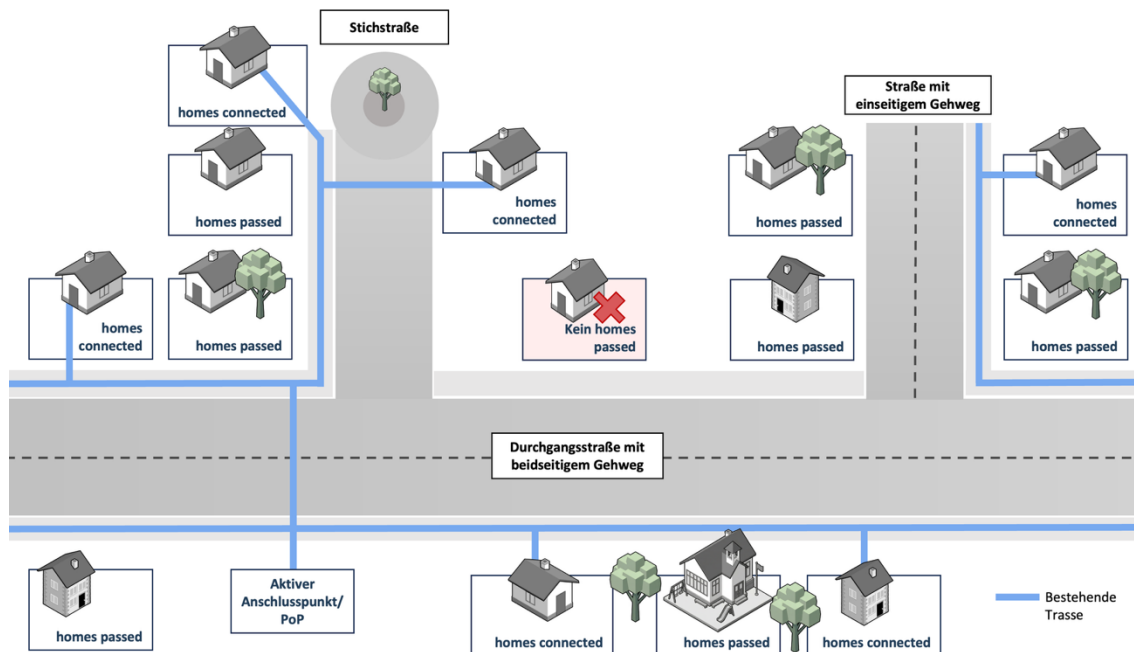 Stichstraße
homes connected
Straße mit
einseitigem Gehweg
homes passed
homes
connected
homes passed
homes
connected
homes
connected
homes passed
Kein homes
passed
homes passed
homes passed
Durchgangsstraße mit
beidseitigem Gehweg
homes passed
Aktiver
Anschlusspunkt/
PoP
homes connected
homes passed
homes connected
Bestehende
Trasse